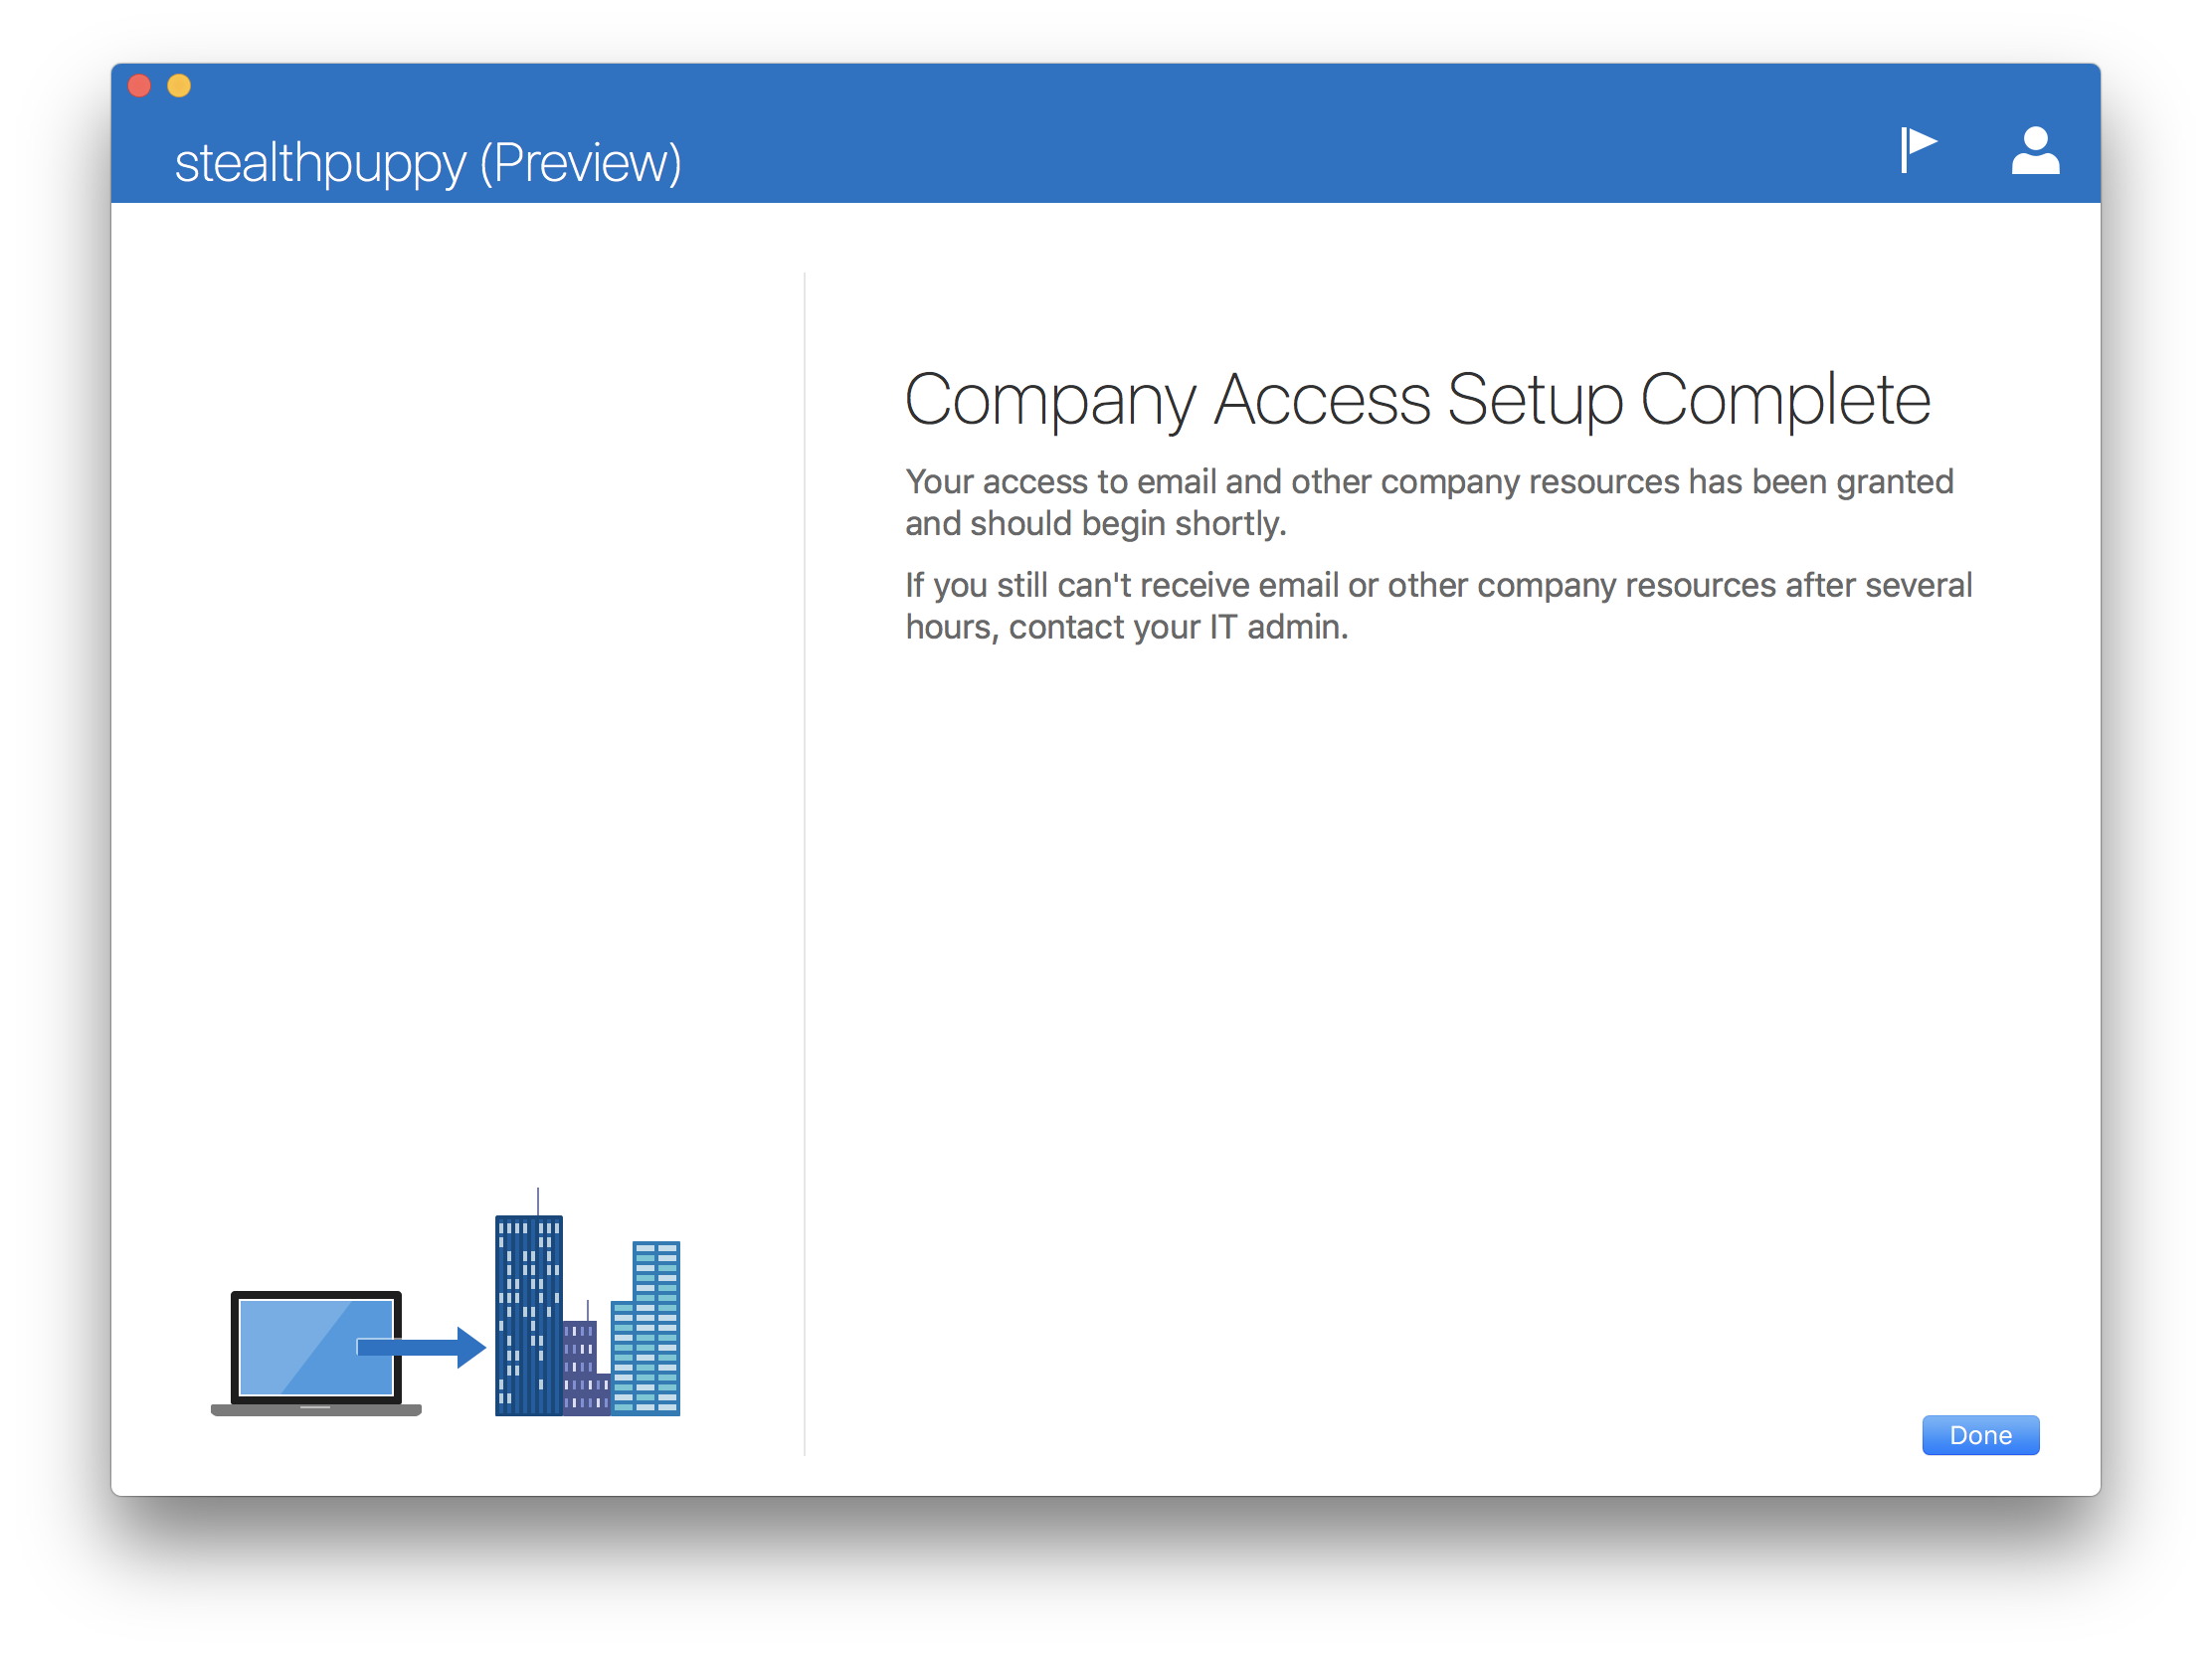 stealthpuppy (Preview)
Company Access Setup Complete
Your access to email and other company resources has been granted
and should begin shortly.
If you still can't receive email or other company resources after several
hours, contact your IT admin.
Done